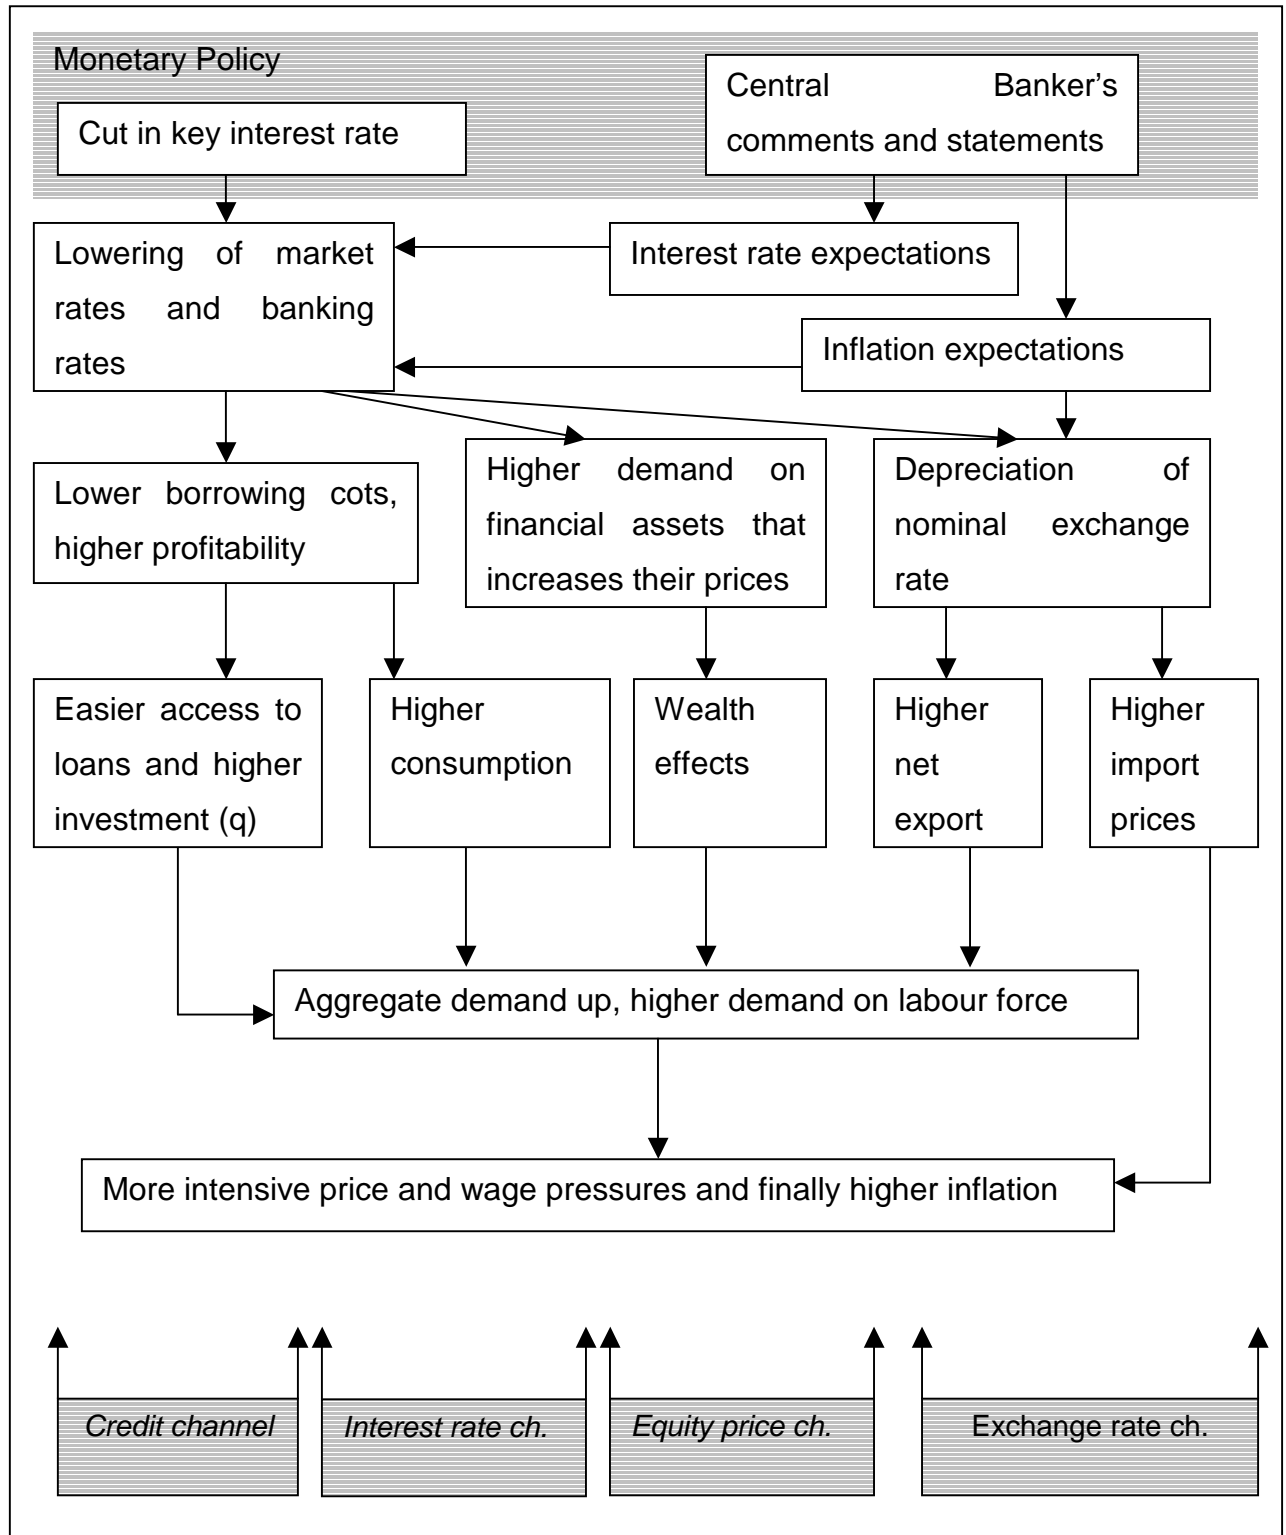 Monetary Policy
Central Banker's
comments and statements
Cut in key interest rate
Lowering of market
rates and banking
rates
Interest rate expectations
Inflation expectations
Lower borrowing cots,
higher profitability
Higher demand on
financial assets that
increases their prices
Depreciation of
nominal exchange
rate
Easier access to
loans and higher
investment (q)
Higher
consumption
Wealth
effects
Higher
net
export
Higher
import
prices
Aggregate demand up, higher demand on labour force
More intensive price and wage pressures and finally higher inflation
Credit channel
Interest rate ch.
Equity price ch.
Exchange rate ch.